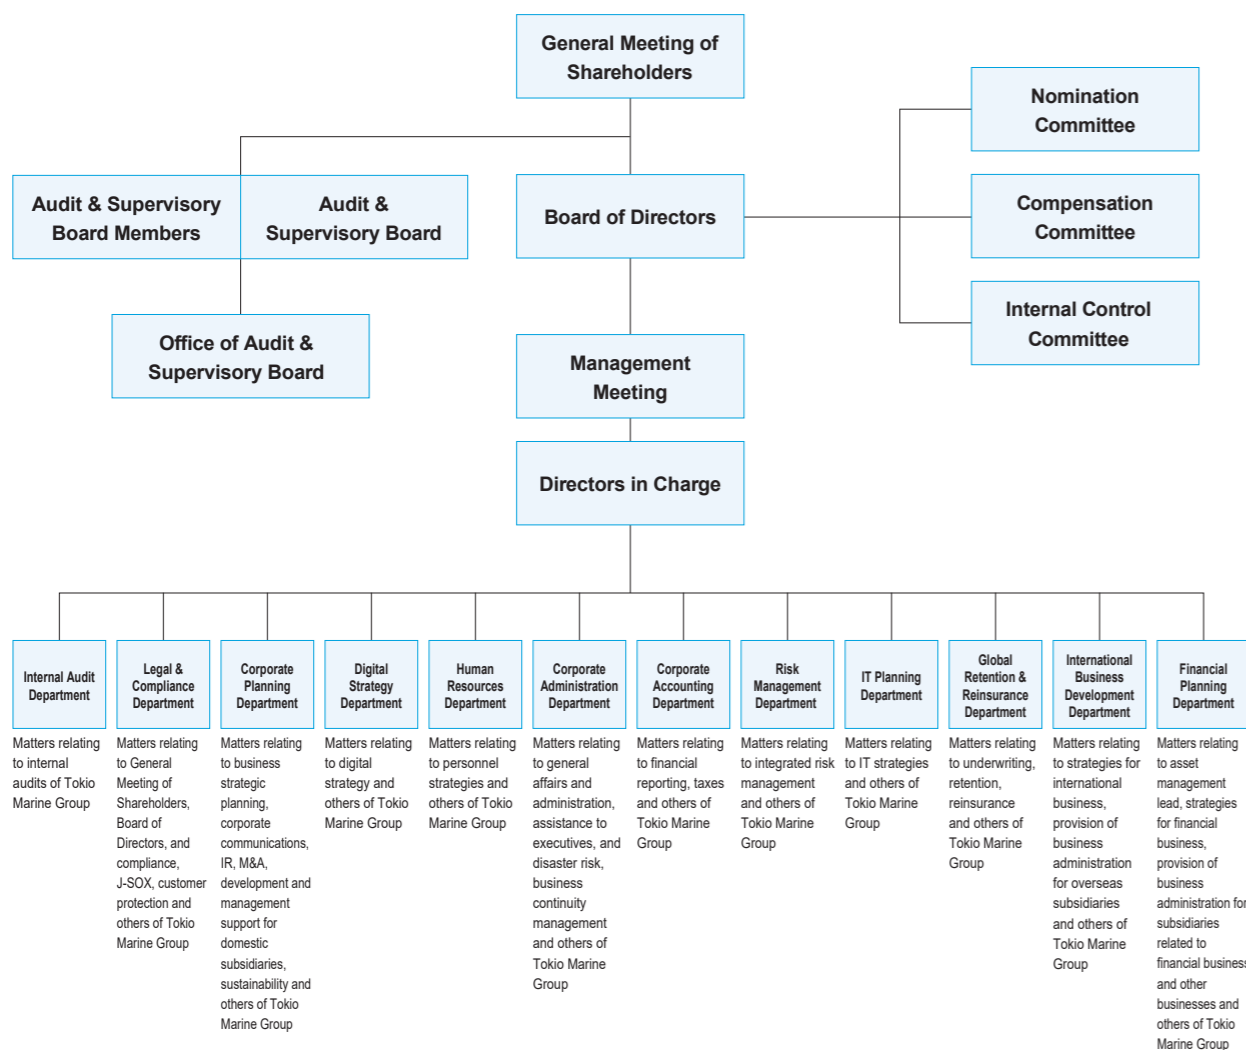 General Meeting of
Shareholders
Nomination
Committee
Audit & Supervisory
Board Members
Audit &
Supervisory Board
Board of Directors
Compensation
Committee
Internal Control
Committee
Office of Audit &
Supervisory Board
Management
Meeting
Directors in Charge
Internal Audit
Department
Matters relating
to internal
audits of Tokio
Marine Group
Legal &
Compliance
Department
Matters relating
to General
Meeting of
Shareholders,
Board of
Directors, and
compliance,
J-SOX, customer
protection and
others of Tokio
Marine Group
Corporate
Planning
Department
Matters relating
to business
strategic
planning,
corporate
communications,
IR, M&A,
development and
management
support for
domestic
subsidiaries,
sustainability and
others of Tokio
Marine Group
Digital
Strategy
Department
Matters relating
to digital
strategy and
others of Tokio
Marine Group
Human
Resources
Department
Matters relating
to personnel
strategies and
others of Tokio
Marine Group
Corporate
Administration
Department
Matters relating
to general
affairs and
administration,
assistance to
executives, and
disaster risk,
business
continuity
management
and others of
Tokio Marine
Group
Corporate
Accounting
Department
Matters relating
to financial
reporting, taxes
and others of
Tokio Marine
Group
Risk
Management
Department
Matters relating
to integrated risk
management
and others of
Tokio Marine
Group
IT Planning
Department
Matters relating
to IT strategies
and others of
Tokio Marine
Group
Global
Retention &
Reinsurance
Department
Matters relating
to underwriting,
retention,
reinsurance
and others of
Tokio Marine
Group
International
Business
Development
Department
Matters relating
to strategies for
international
business,
provision of
business
administration
for overseas
subsidiaries
and others of
Tokio Marine
Group
Financial
Planning
Department
Matters relating
to asset
management
lead, strategies
for financial
business,
provision of
business
administration for
subsidiaries
related to
financial business
and other
businesses and
others of Tokio
Marine Group